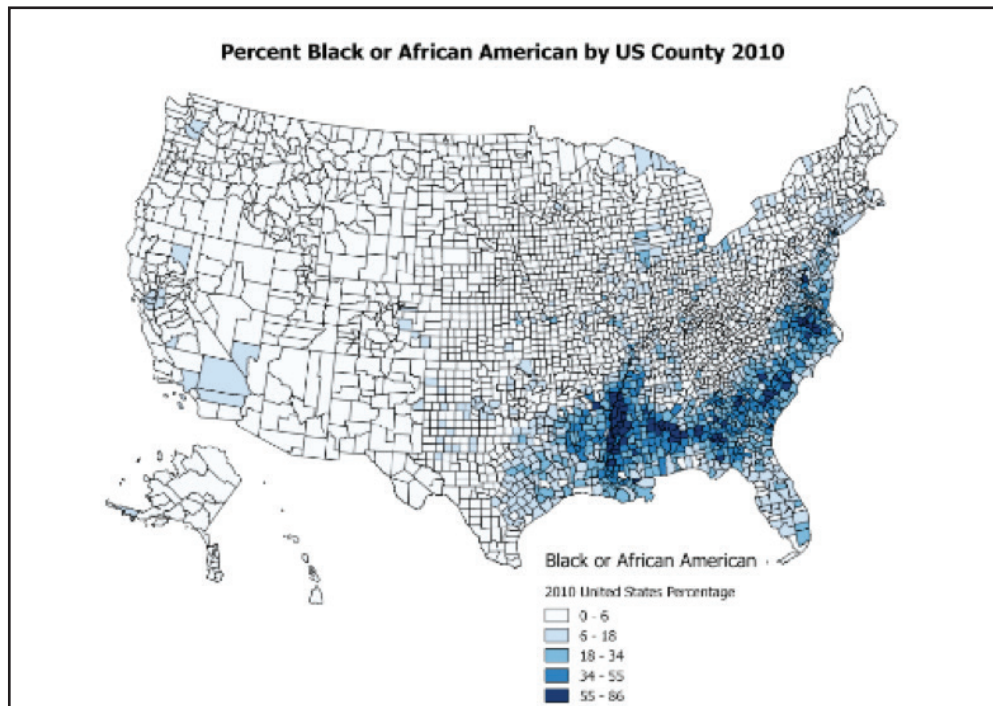 Percent Black or African American by US County 2010
Black or African American
2010 United States Percentage
0 - 6
6 - 18
18 - 34
34 - 55
55 - 86